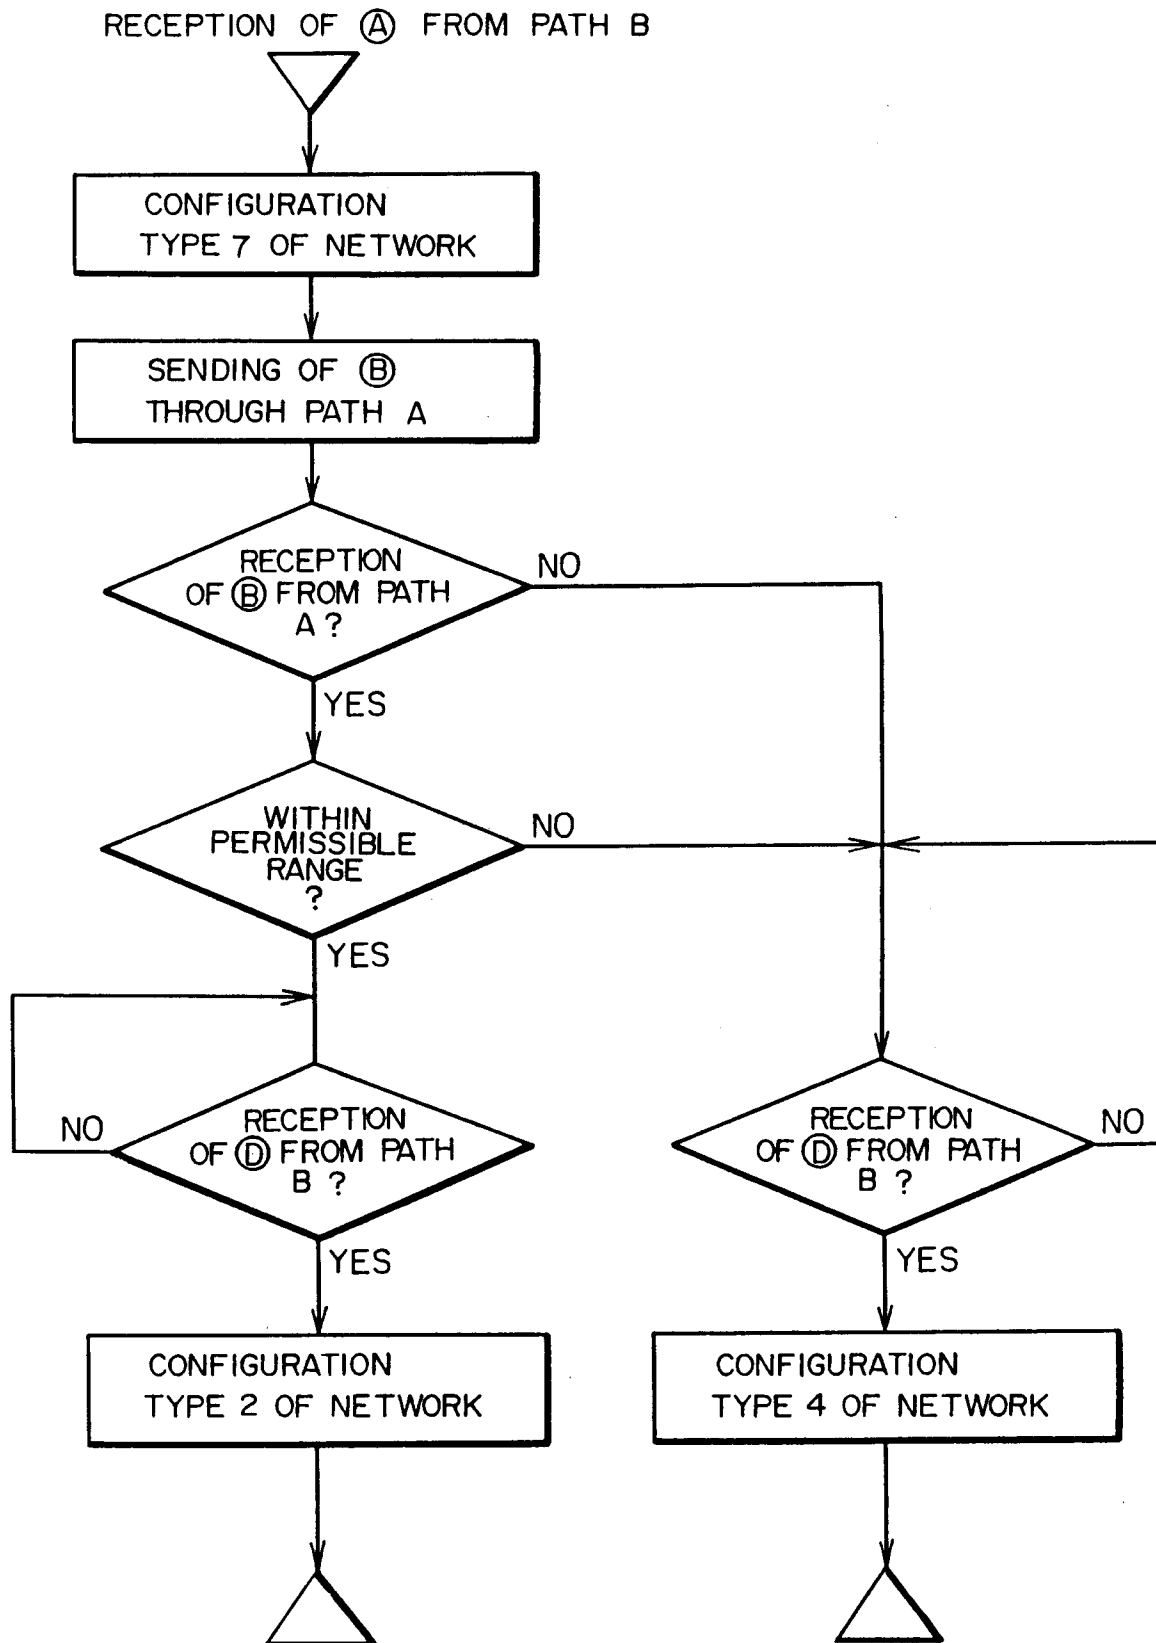 RECEPTION OF Ⓐ FROM PATH B
CONFIGURATION
TYPE 7 OF NETWORK
SENDING OF Ⓑ
THROUGH PATH A
RECEPTION
OF Ⓑ FROM PATH
A ?
NO
YES
WITHIN
PERMISSIBLE
RANGE
?
NO
YES
RECEPTION
OF Ⓓ FROM PATH
B ?
NO
YES
CONFIGURATION
TYPE 2 OF NETWORK
RECEPTION
OF Ⓓ FROM PATH
B ?
NO
YES
CONFIGURATION
TYPE 4 OF NETWORK